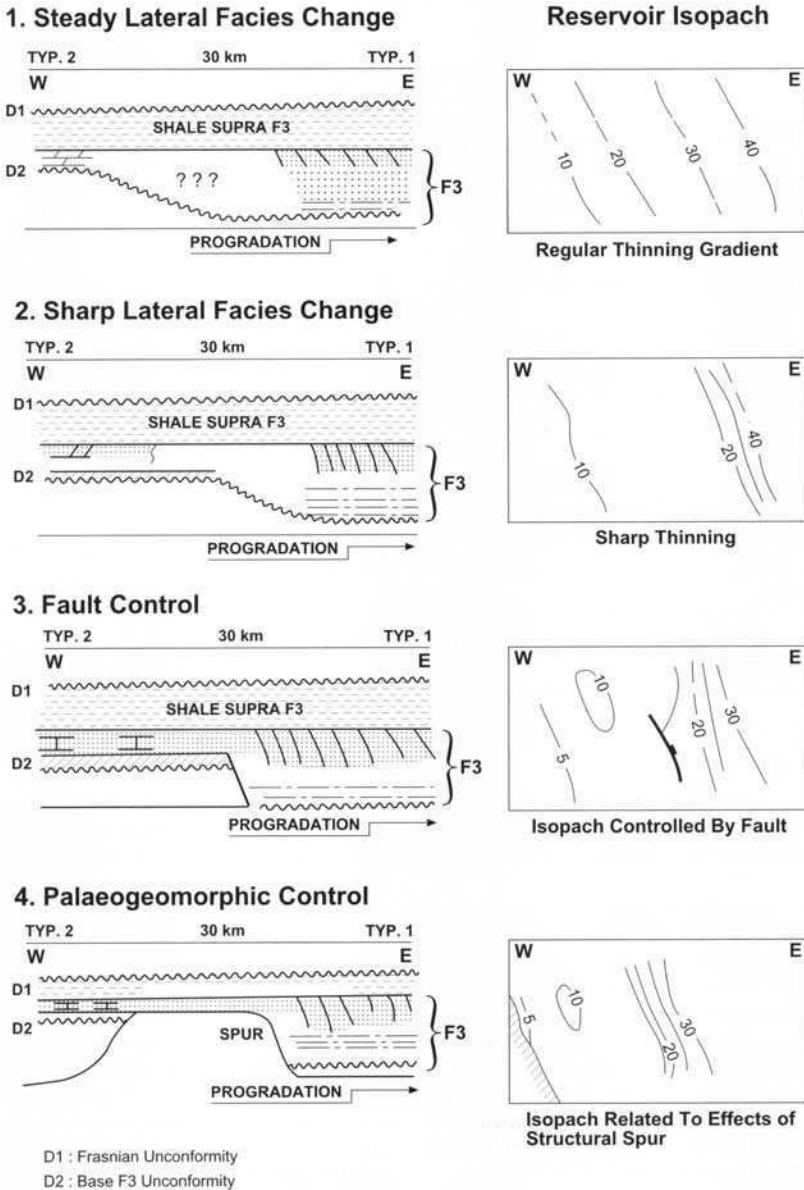 1. Steady Lateral Facies Change
Reservoir Isopach
TYP. 2 30 km TYP. 1
W E
D1
SHALE SUPRA F3
D2
? ? ?
F3
PROGRADATION
W E
10 20 30 40
Regular Thinning Gradient
2. Sharp Lateral Facies Change
TYP. 2 30 km TYP. 1
W E
D1
SHALE SUPRA F3
D2
F3
PROGRADATION
W E
10 20 40
Sharp Thinning
3. Fault Control
TYP. 2 30 km TYP. 1
W E
D1
SHALE SUPRA F3
D2
F3
PROGRADATION
W E
5 10 20 30
Isopach Controlled By Fault
4. Palaeogeomorphic Control
TYP. 2 30 km TYP. 1
W E
D1
D2
SPUR
F3
PROGRADATION
W E
5 10 20 30
Isopach Related To Effects of
Structural Spur
D1 : Frasnian Unconformity
D2 : Base F3 Unconformity